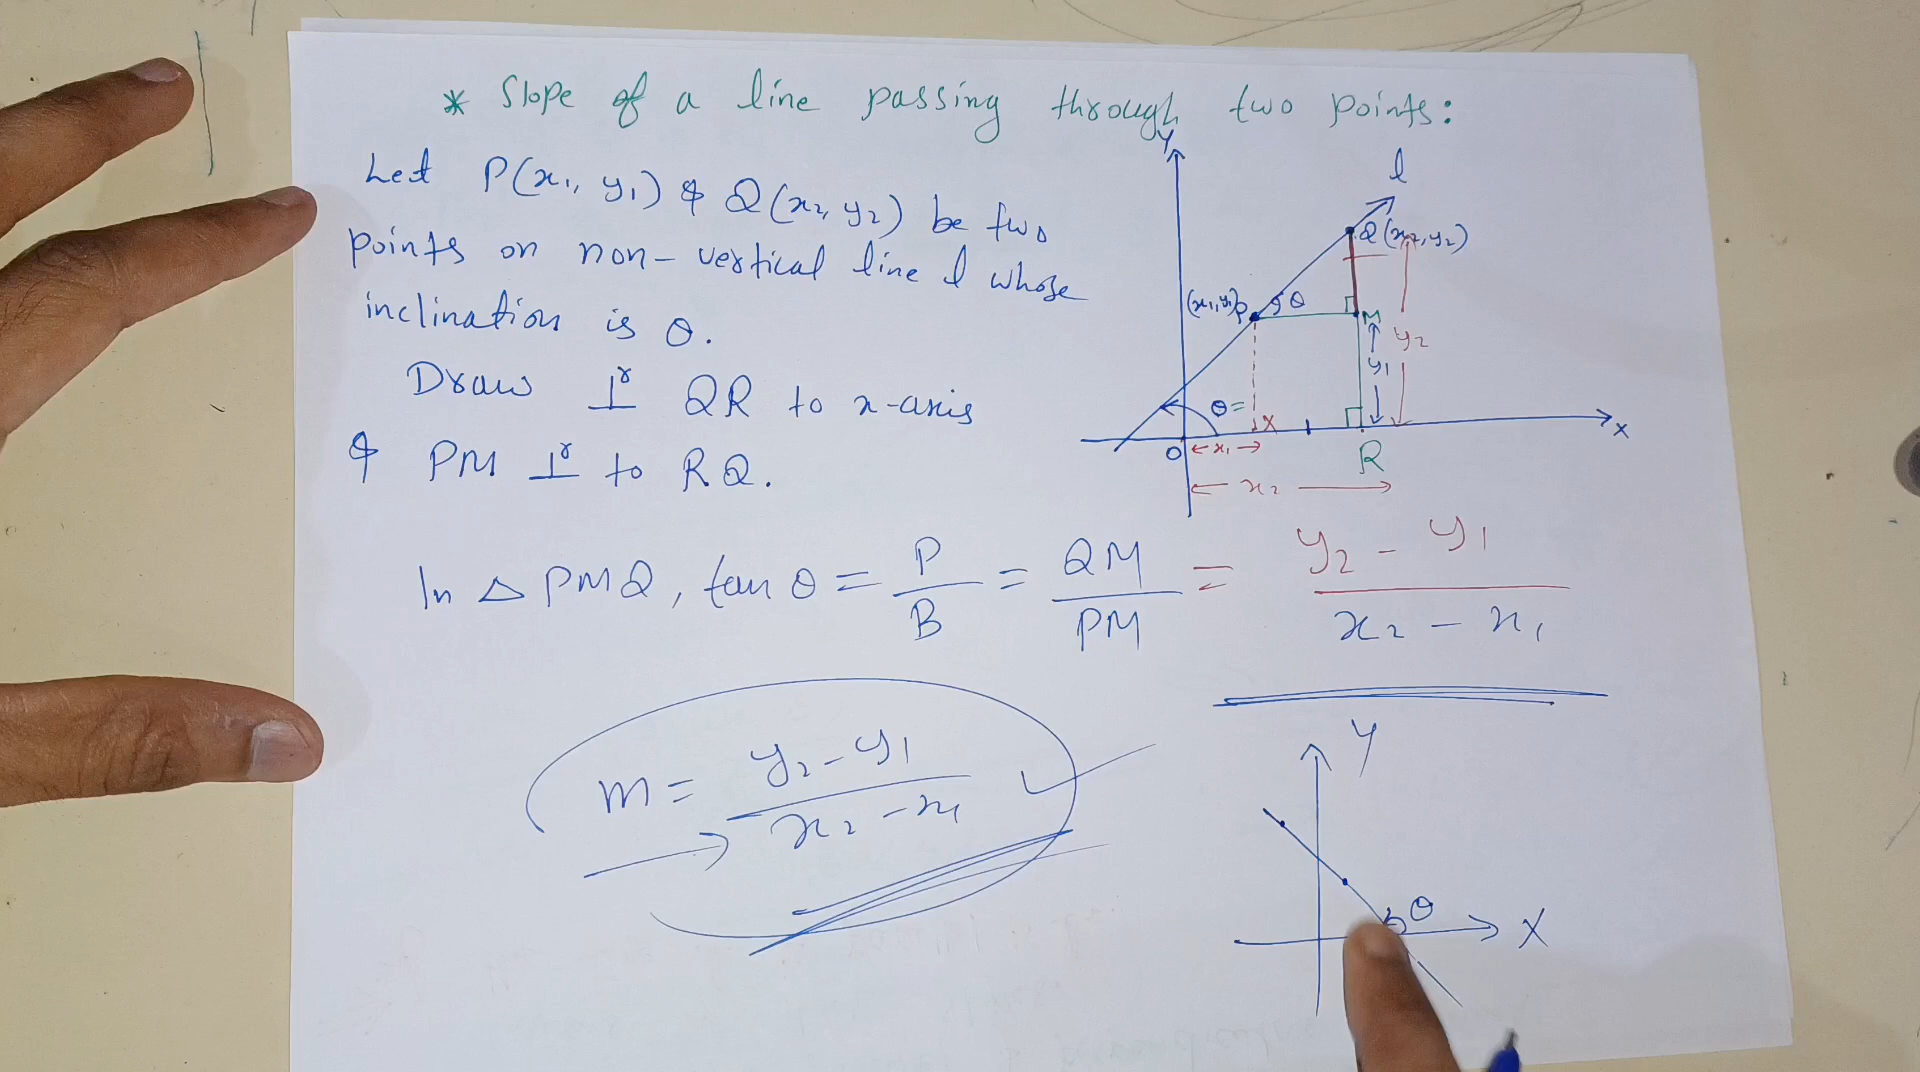 * Slope of a line passing through two points:
Let P(x₁, y₁) & Q(x₂, y₂) be two
points on non-vertical line l whose
inclination is θ.
Draw ⊥ʳ QR to x-axis
& PM ⊥ʳ to RQ.
Y
l
Q(x₂, y₂)
(x₁, y₁) P θ
M
y₂
y₁
θ=
X
O x₁ R X
x₂
In △ PMQ, tan θ = P/B = QM/PM = y₂ - y₁ / x₂ - x₁
m = y₂ - y₁ / x₂ - x₁
Y
θ
X